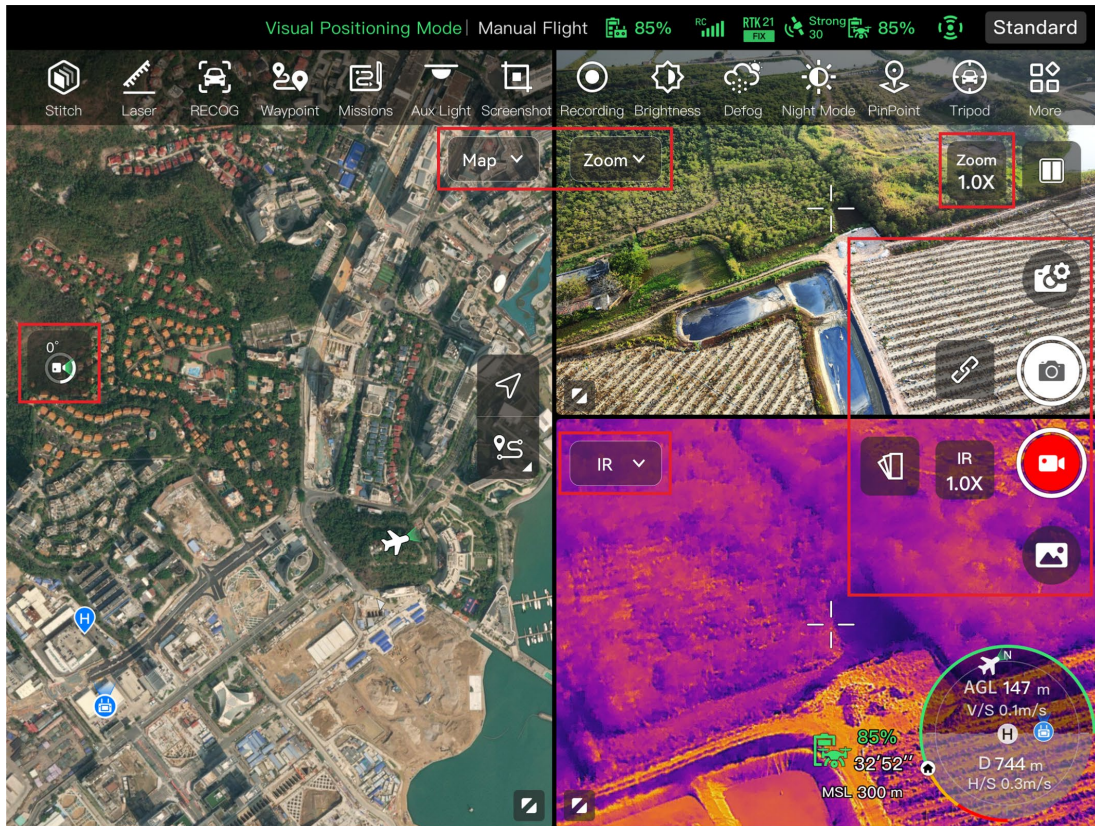 Visual Positioning Mode | Manual Flight 85% RC RTK 21 FIX Strong 30 85% Standard
Stitch Laser RECOG Waypoint Missions Aux Light Screenshot Recording Brightness Defog Night Mode PinPoint Tripod More
Map Zoom
Zoom
1.0X
0°
IR
IR
1.0X
H
N
AGL 147 m
V/S 0.1m/s
H
85%
32'52"
D 744 m
H/S 0.3m/s
MSL 300 m